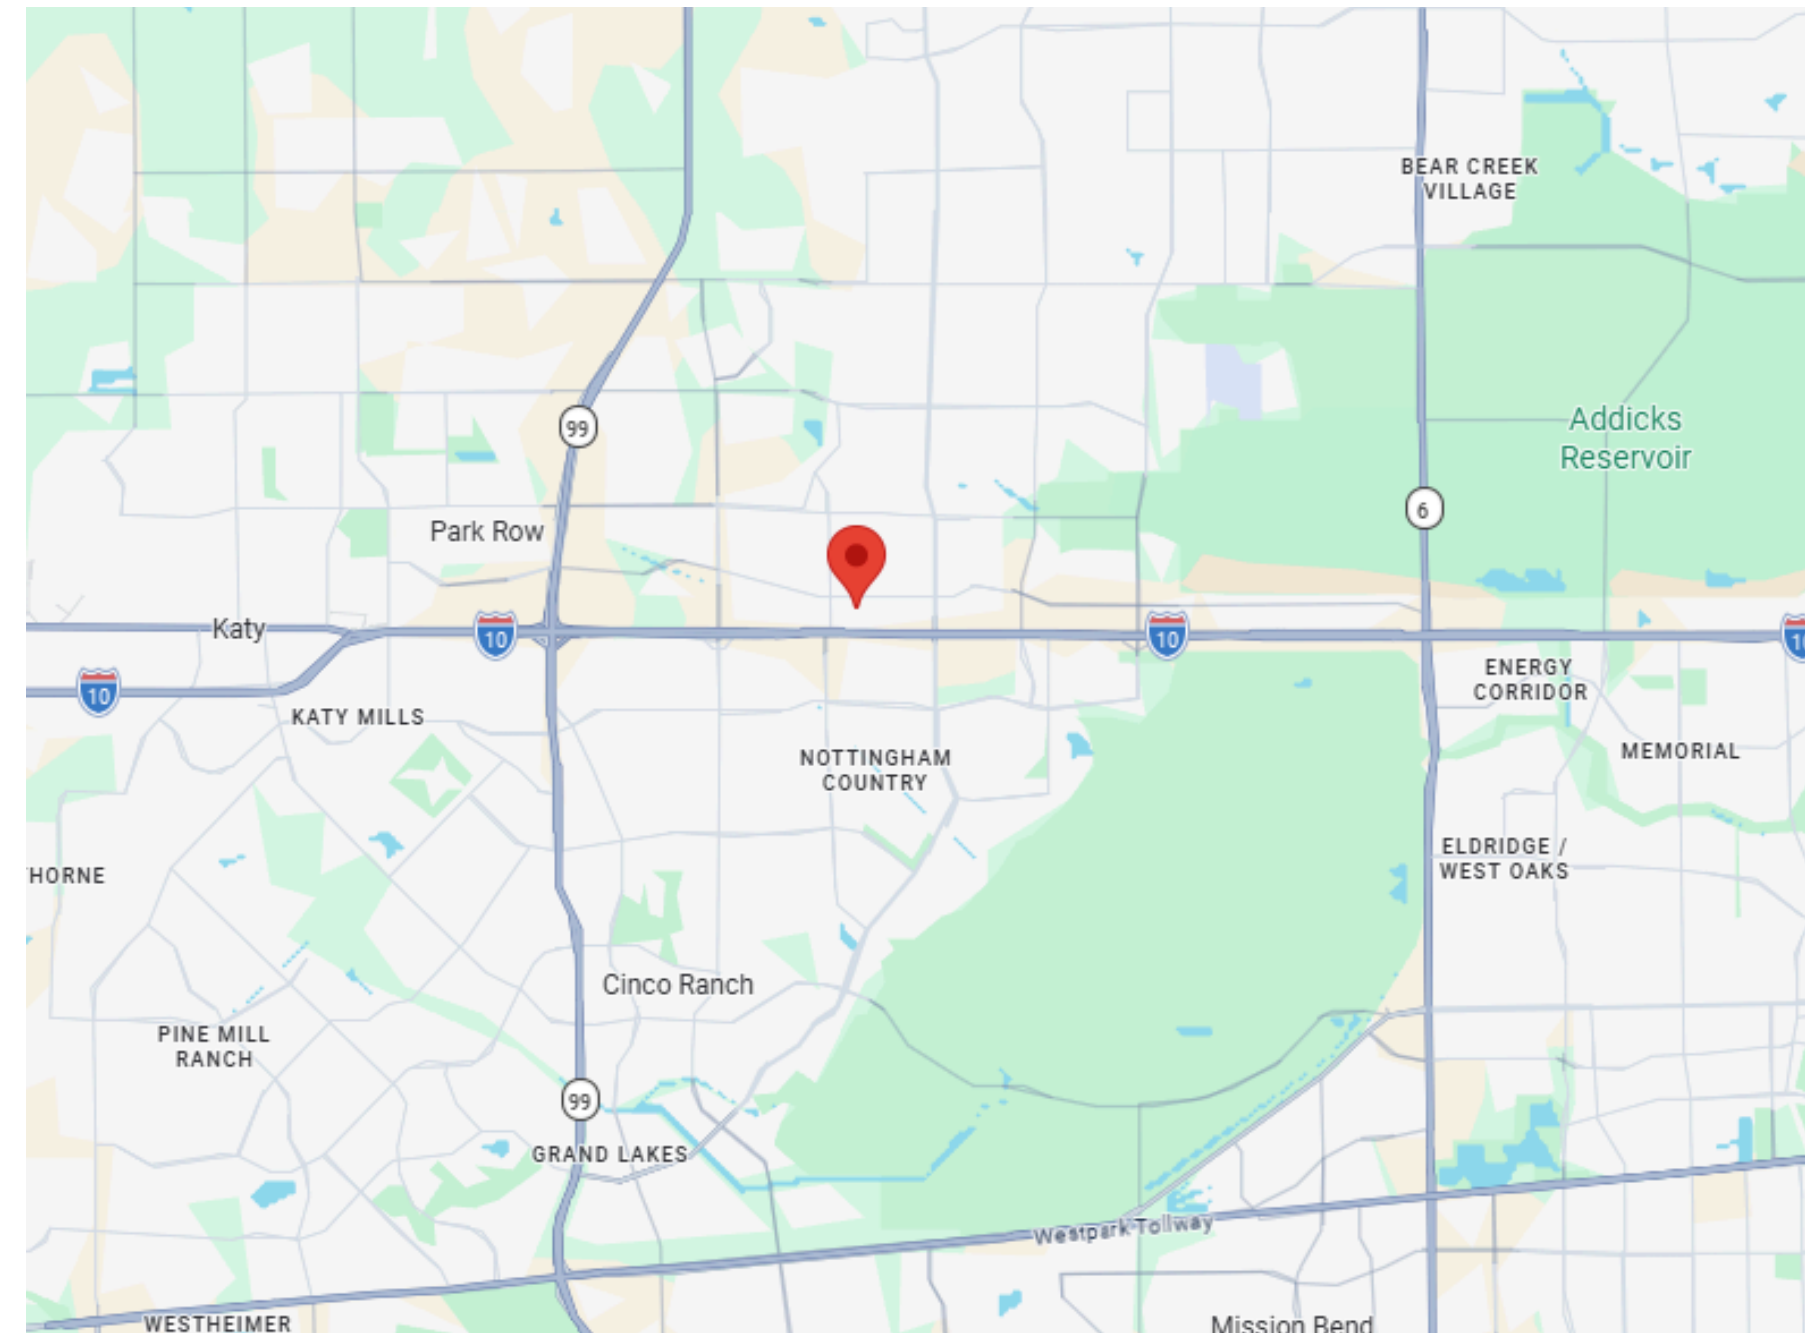 BEAR CREEK
VILLAGE
99
Addicks
Reservoir
6
Park Row
Katy
10
10
10
10
KATY MILLS
ENERGY
CORRIDOR
NOTTINGHAM
COUNTRY
MEMORIAL
ELDRIDGE /
WEST OAKS
HORNE
Cinco Ranch
PINE MILL
RANCH
99
GRAND LAKES
Westpark Tollway
WESTHEIMER
Mission Bend